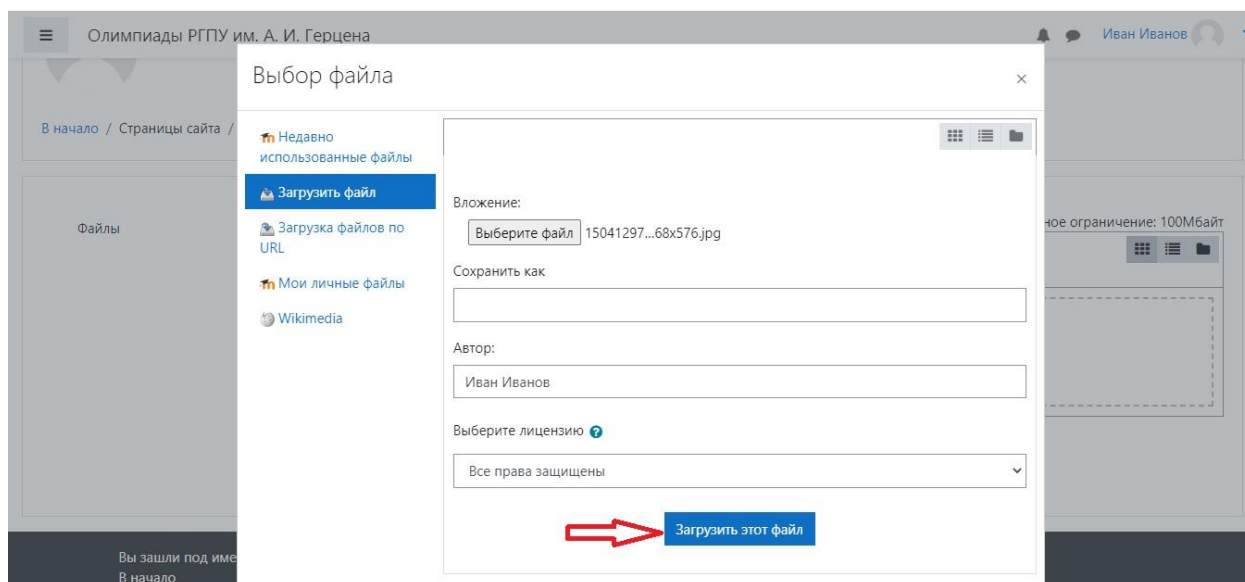 Олимпиады РГПУ им. А. И. Герцена
Иван Иванов
Выбор файла
×
В начало / Страницы сайта /
Недавно
использованные файлы
Загрузить файл
Загрузка файлов по
URL
Мои личные файлы
Wikimedia
Файлы
Вложение:
Выберите файл 15041297...68x576.jpg
Сохранить как
Автор:
Иван Иванов
Выберите лицензию
Все права защищены
Загрузить этот файл
ное ограничение: 100Мбайт
Вы зашли под име
В начало